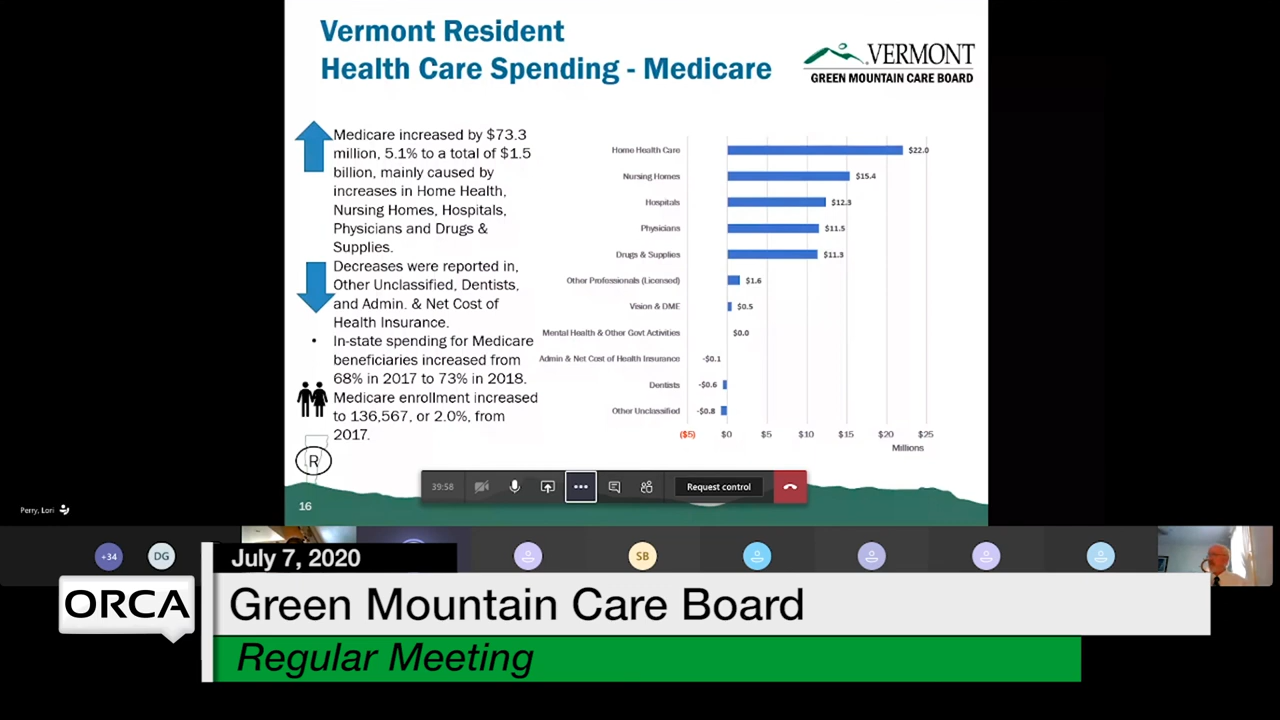 Vermont Resident
Health Care Spending - Medicare
VERMONT
GREEN MOUNTAIN CARE BOARD
Medicare increased by $73.3
million, 5.1% to a total of $1.5
billion, mainly caused by
increases in Home Health,
Nursing Homes, Hospitals,
Physicians and Drugs &
Supplies.
Decreases were reported in,
Other Unclassified, Dentists,
and Admin. & Net Cost of
Health Insurance.
• In-state spending for Medicare
beneficiaries increased from
68% in 2017 to 73% in 2018.
Medicare enrollment increased
to 136,567, or 2.0%, from
2017.
R
16
Home Health Care $22.0
Nursing Homes $15.4
Hospitals $12.3
Physicians $11.5
Drugs & Supplies $11.3
Other Professionals (Licensed) $1.6
Vision & DME $0.5
Mental Health & Other Govt Activities $0.0
Admin & Net Cost of Health Insurance -$0.1
Dentists -$0.6
Other Unclassified -$0.8
($5) $0 $5 $10 $15 $20 $25
Millions
39:58
Request control
Perry, Lori
+34
DG
SB
July 7, 2020
ORCA
Green Mountain Care Board
Regular Meeting